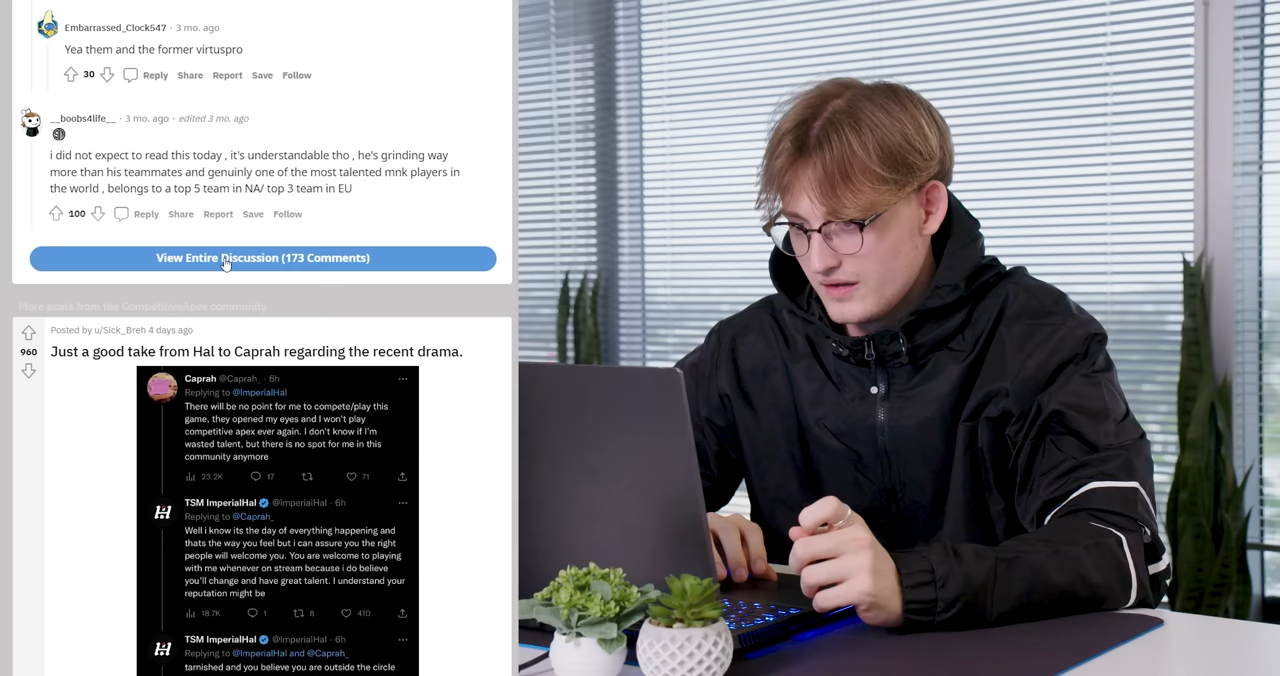 Embarrassed_Clock547 · 3 mo. ago
Yea them and the former virtuspro
30 Reply Share Report Save Follow
__boobs4life__ · 3 mo. ago · edited 3 mo. ago
i did not expect to read this today , it's understandable tho , he's grinding way
more than his teammates and genuinly one of the most talented mnk players in
the world , belongs to a top 5 team in NA/ top 3 team in EU
100 Reply Share Report Save Follow
View Entire Discussion (173 Comments)
More posts from the CompetitiveApex community
Posted by u/Sick_Breh 4 days ago
960
Just a good take from Hal to Caprah regarding the recent drama.
Caprah @Caprah_ · 6h
Replying to @ImperialHal
There will be no point for me to compete/play this
game, they opened my eyes and I won't play
competitive apex ever again. I don't know if I'm
wasted talent, but there is no spot for me in this
community anymore
23.2K 17 71
TSM ImperialHal @ImperialHal · 6h
Replying to @Caprah_
Well i know its the day of everything happening and
thats the way you feel but i can assure you the right
people will welcome you. You are welcome to playing
with me whenever on stream because i do believe
you'll change and have great talent. I understand your
reputation might be
18.7K 1 8 410
TSM ImperialHal @ImperialHal · 6h
Replying to @ImperialHal and @Caprah_
tarnished and you believe you are outside the circle